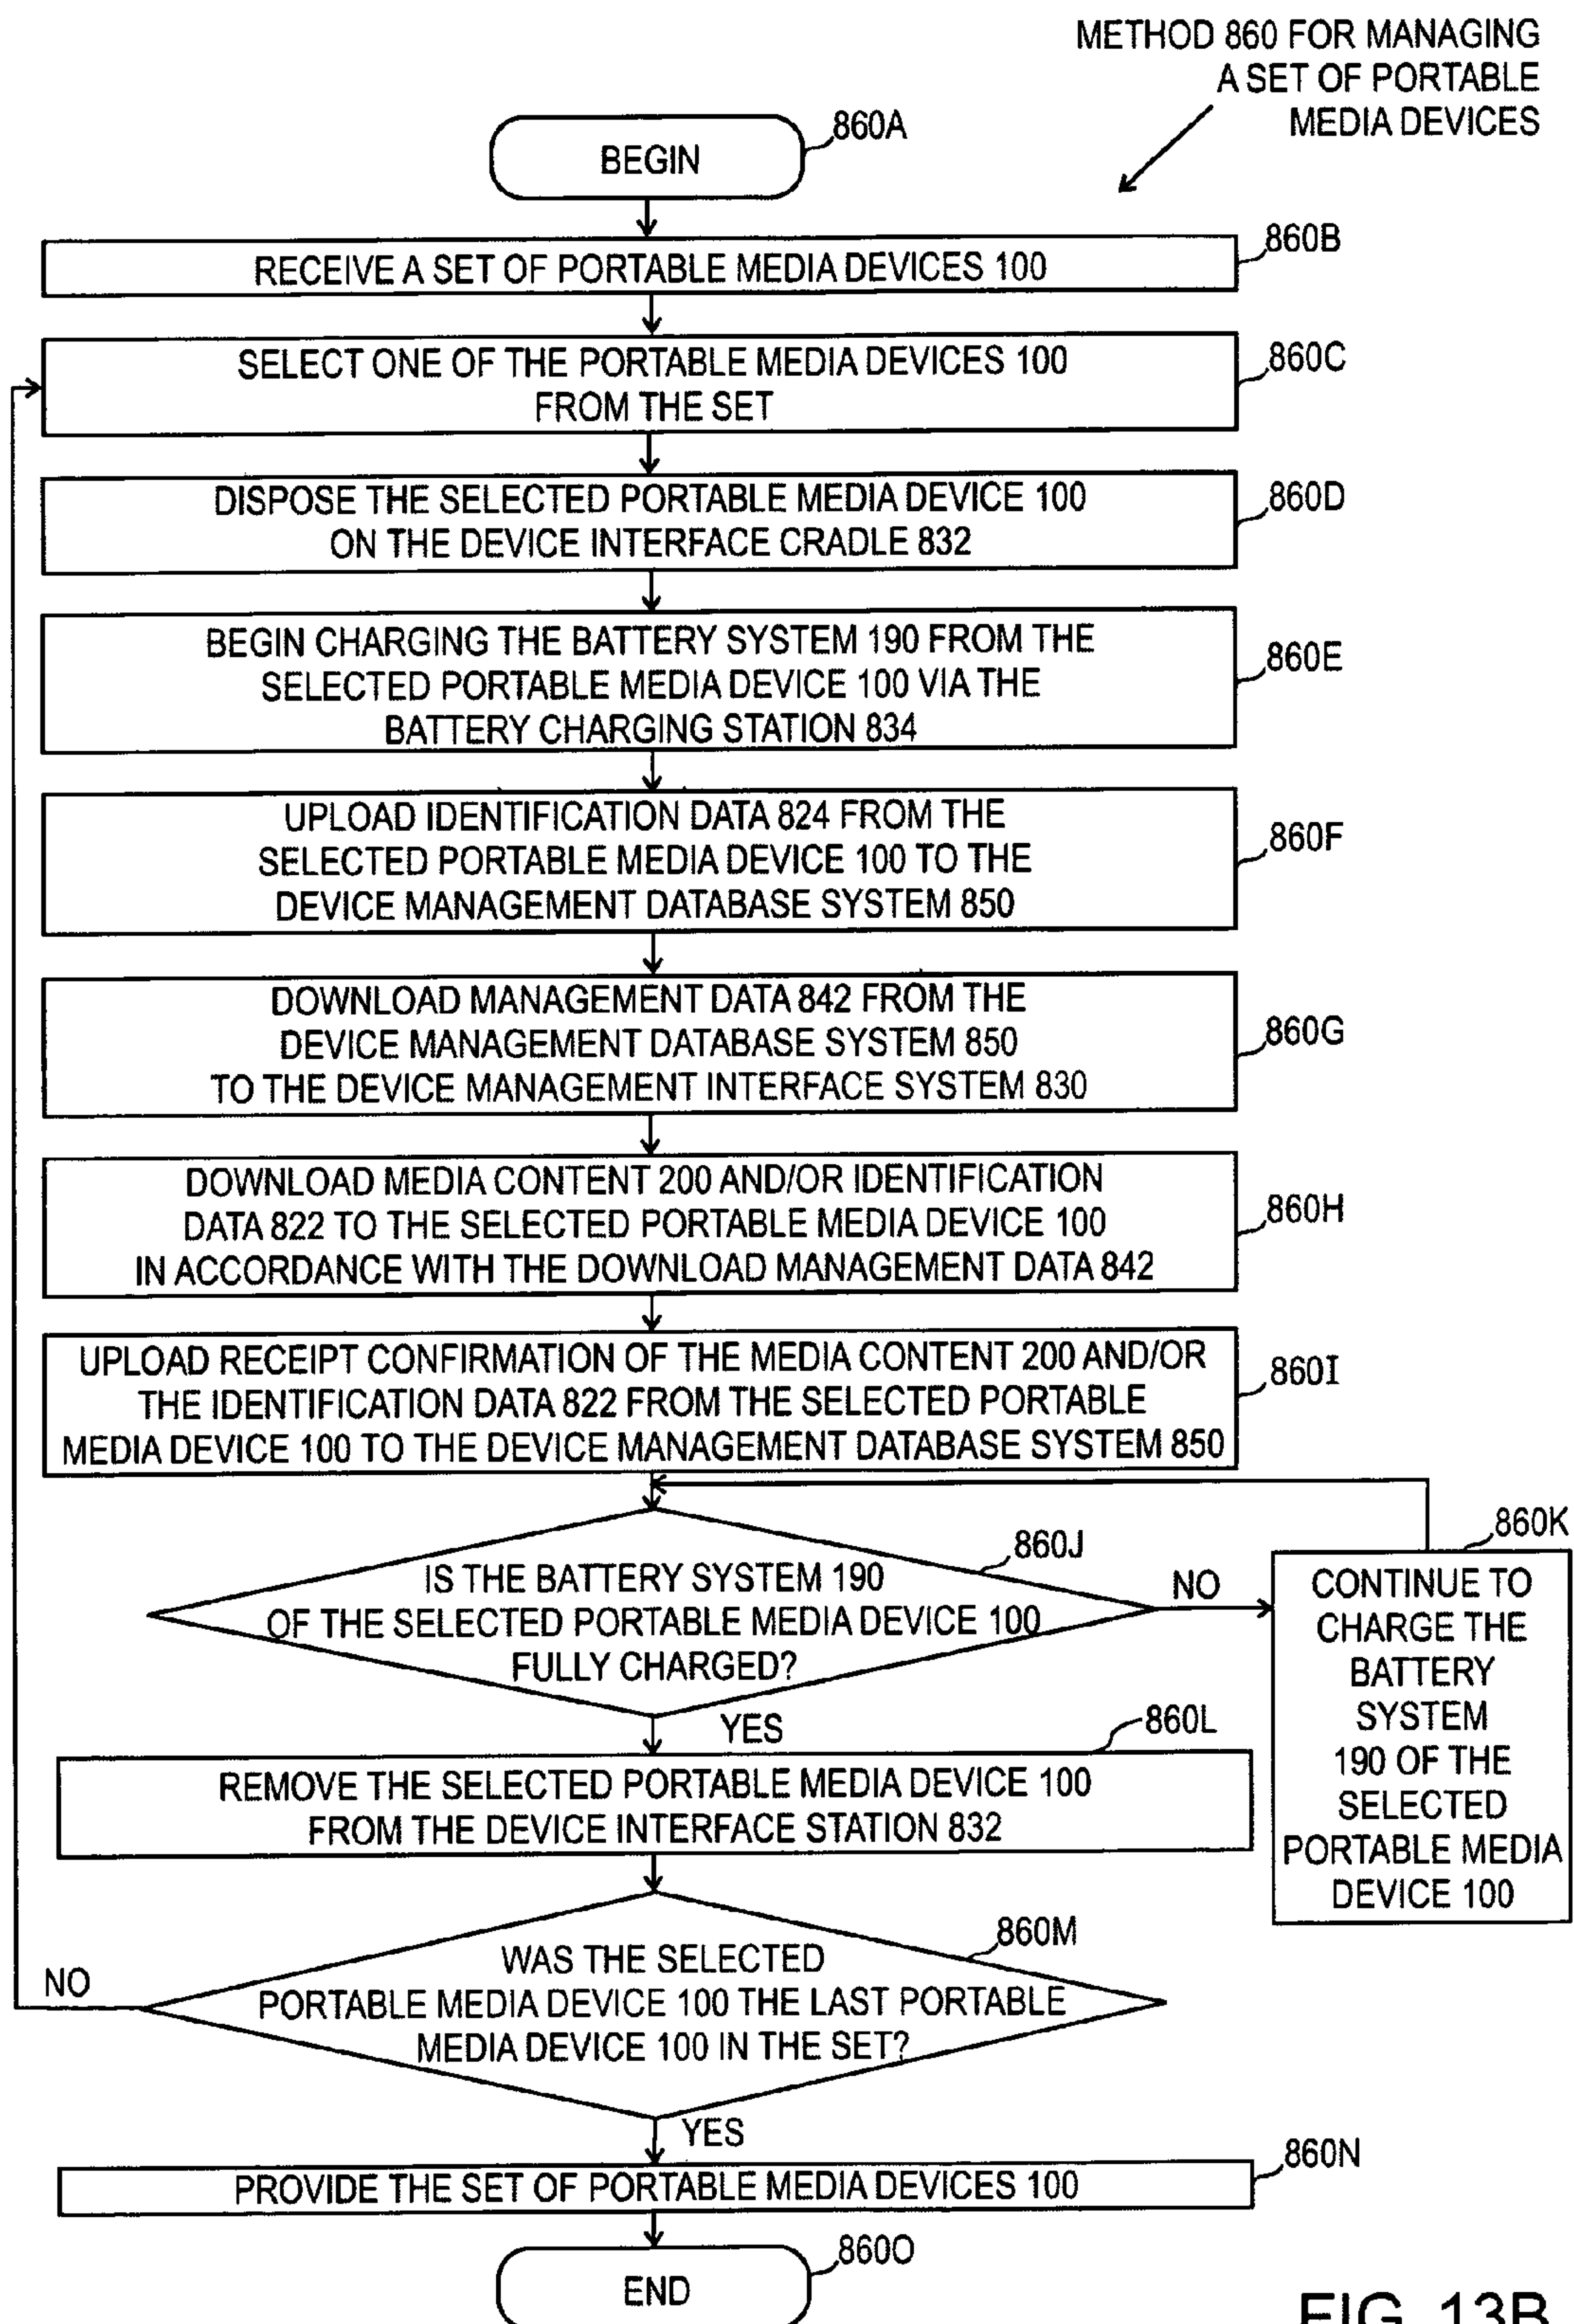 METHOD 860 FOR MANAGING
A SET OF PORTABLE
MEDIA DEVICES
BEGIN
860A
RECEIVE A SET OF PORTABLE MEDIA DEVICES 100
860B
SELECT ONE OF THE PORTABLE MEDIA DEVICES 100
FROM THE SET
860C
DISPOSE THE SELECTED PORTABLE MEDIA DEVICE 100
ON THE DEVICE INTERFACE CRADLE 832
860D
BEGIN CHARGING THE BATTERY SYSTEM 190 FROM THE
SELECTED PORTABLE MEDIA DEVICE 100 VIA THE
BATTERY CHARGING STATION 834
860E
UPLOAD IDENTIFICATION DATA 824 FROM THE
SELECTED PORTABLE MEDIA DEVICE 100 TO THE
DEVICE MANAGEMENT DATABASE SYSTEM 850
860F
DOWNLOAD MANAGEMENT DATA 842 FROM THE
DEVICE MANAGEMENT DATABASE SYSTEM 850
TO THE DEVICE MANAGEMENT INTERFACE SYSTEM 830
860G
DOWNLOAD MEDIA CONTENT 200 AND/OR IDENTIFICATION
DATA 822 TO THE SELECTED PORTABLE MEDIA DEVICE 100
IN ACCORDANCE WITH THE DOWNLOAD MANAGEMENT DATA 842
860H
UPLOAD RECEIPT CONFIRMATION OF THE MEDIA CONTENT 200 AND/OR
THE IDENTIFICATION DATA 822 FROM THE SELECTED PORTABLE
MEDIA DEVICE 100 TO THE DEVICE MANAGEMENT DATABASE SYSTEM 850
860I
IS THE BATTERY SYSTEM 190
OF THE SELECTED PORTABLE MEDIA DEVICE 100
FULLY CHARGED?
860J
NO
860K
CONTINUE TO
CHARGE THE
BATTERY
SYSTEM
190 OF THE
SELECTED
PORTABLE MEDIA
DEVICE 100
YES
860L
REMOVE THE SELECTED PORTABLE MEDIA DEVICE 100
FROM THE DEVICE INTERFACE STATION 832
860M
WAS THE SELECTED
PORTABLE MEDIA DEVICE 100 THE LAST PORTABLE
MEDIA DEVICE 100 IN THE SET?
NO
YES
860N
PROVIDE THE SET OF PORTABLE MEDIA DEVICES 100
860O
END
FIG. 13B